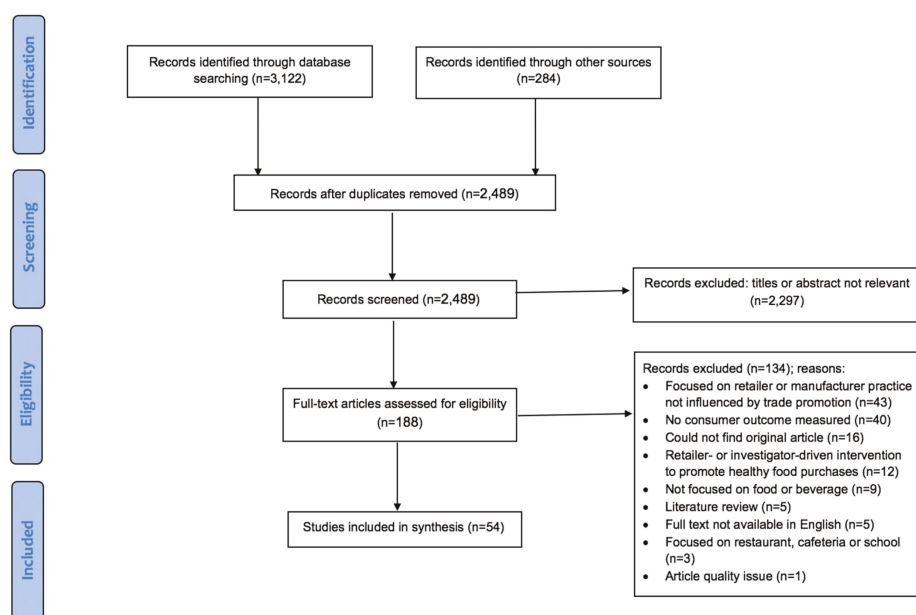 Identification
Records identified through database
searching (n=3,122)
Records identified through other sources
(n=284)
Records after duplicates removed (n=2,489)
Screening
Records screened (n=2,489)
Records excluded: titles or abstract not relevant
(n=2,297)
Eligibility
Full-text articles assessed for eligibility
(n=188)
Records excluded (n=134); reasons:
• Focused on retailer or manufacturer practice
not influenced by trade promotion (n=43)
• No consumer outcome measured (n=40)
• Could not find original article (n=16)
• Retailer- or investigator-driven intervention
to promote healthy food purchases (n=12)
• Not focused on food or beverage (n=9)
• Literature review (n=5)
• Full text not available in English (n=5)
• Focused on restaurant, cafeteria or school
(n=3)
• Article quality issue (n=1)
Included
Studies included in synthesis (n=54)